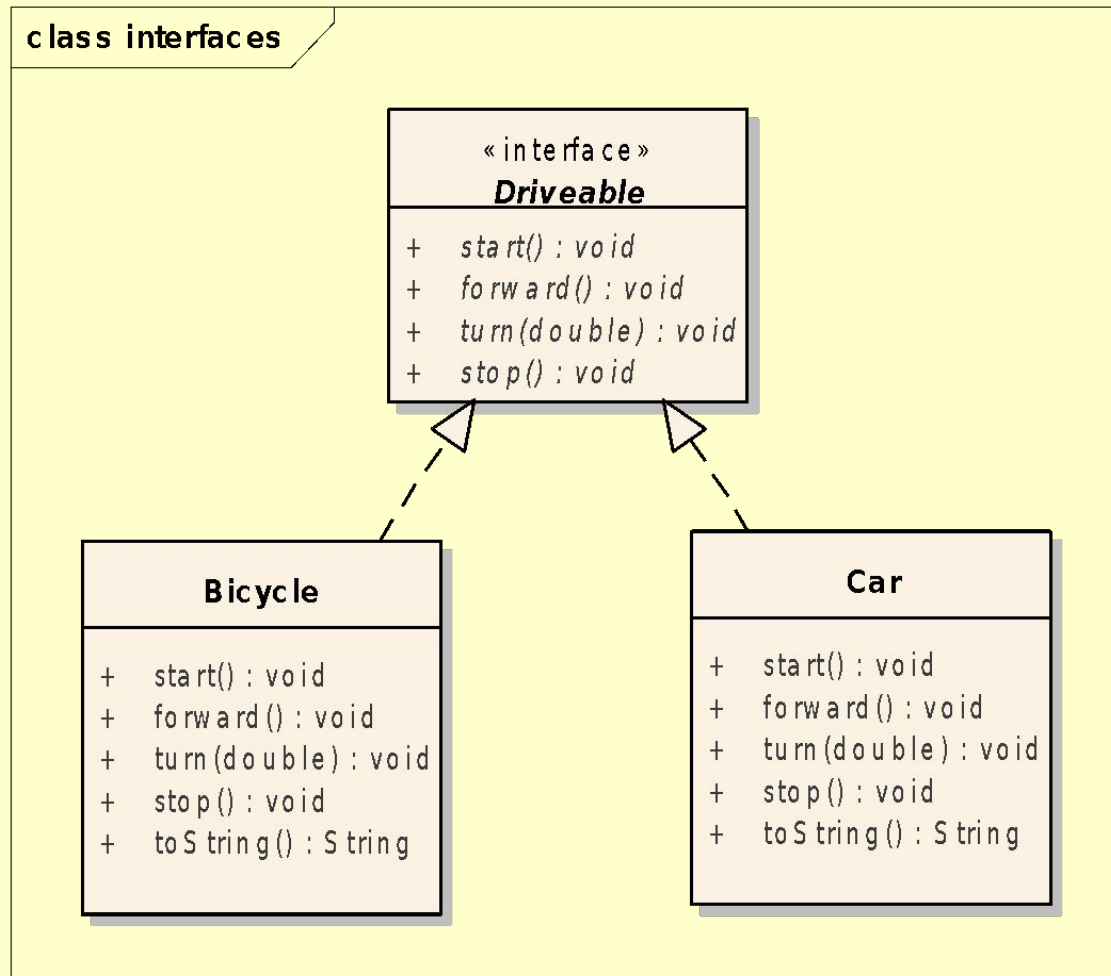 class interfaces
«interface»
Driveable
+ start() : void
+ forward() : void
+ turn(double) : void
+ stop() : void
Bicycle
+ start() : void
+ forward() : void
+ turn(double) : void
+ stop() : void
+ toString() : String
Car
+ start() : void
+ forward() : void
+ turn(double) : void
+ stop() : void
+ toString() : String